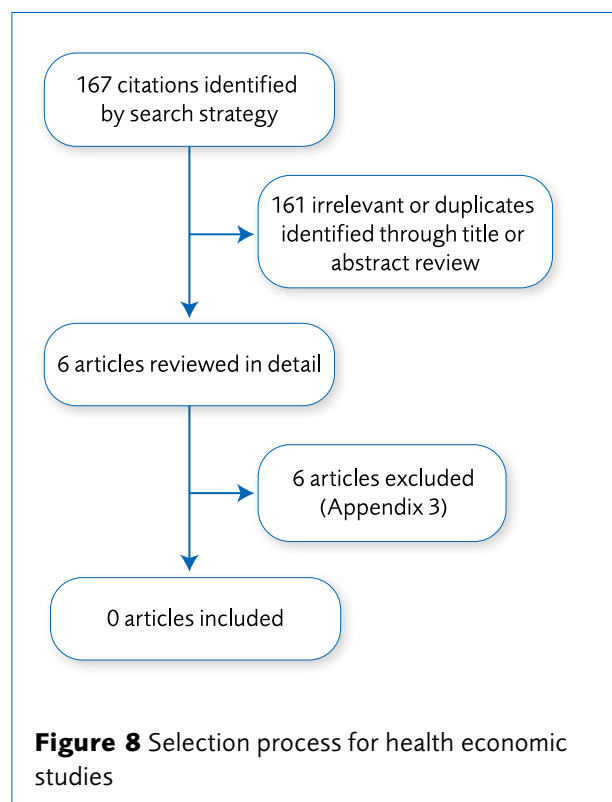 167 citations identified
by search strategy
161 irrelevant or duplicates
identified through title or
abstract review
6 articles reviewed in detail
6 articles excluded
(Appendix 3)
0 articles included
Figure 8 Selection process for health economic
studies